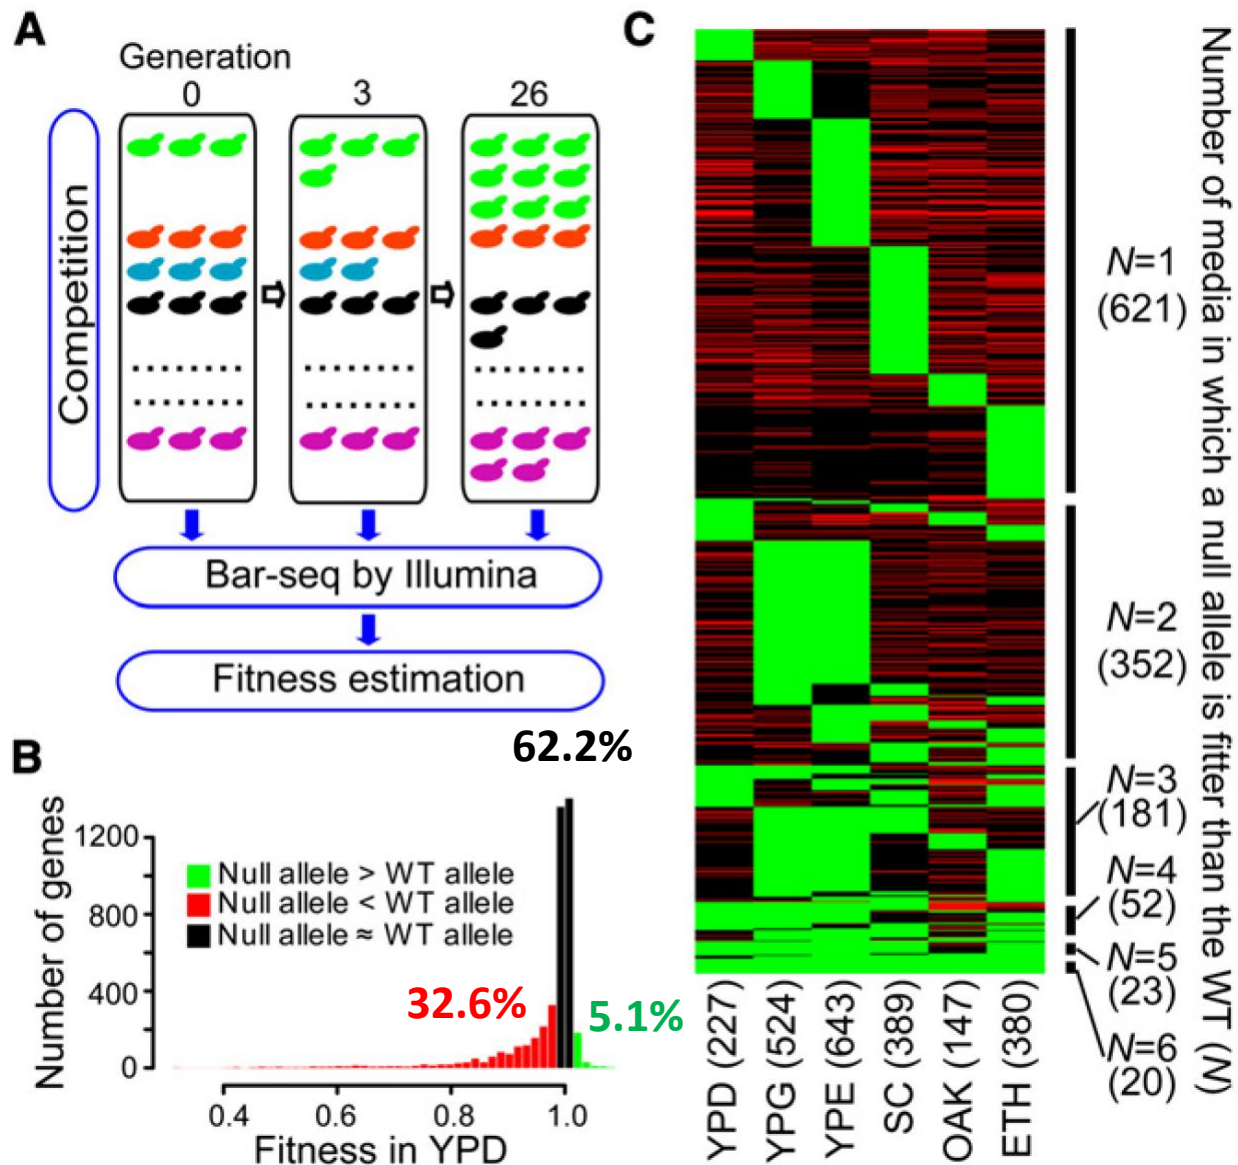 A
Generation
0 3 26
Competition
Bar-seq by Illumina
Fitness estimation
B
62.2%
Number of genes
1200
800
400
0
Null allele > WT allele
Null allele < WT allele
Null allele ≈ WT allele
32.6%
5.1%
0.4 0.6 0.8 1.0
Fitness in YPD
C
N=1
(621)
N=2
(352)
N=3
(181)
N=4
(52)
N=5
(23)
N=6
(20)
YPD (227)
YPG (524)
YPE (643)
SC (389)
OAK (147)
ETH (380)
Number of media in which a null allele is fitter than the WT (N)